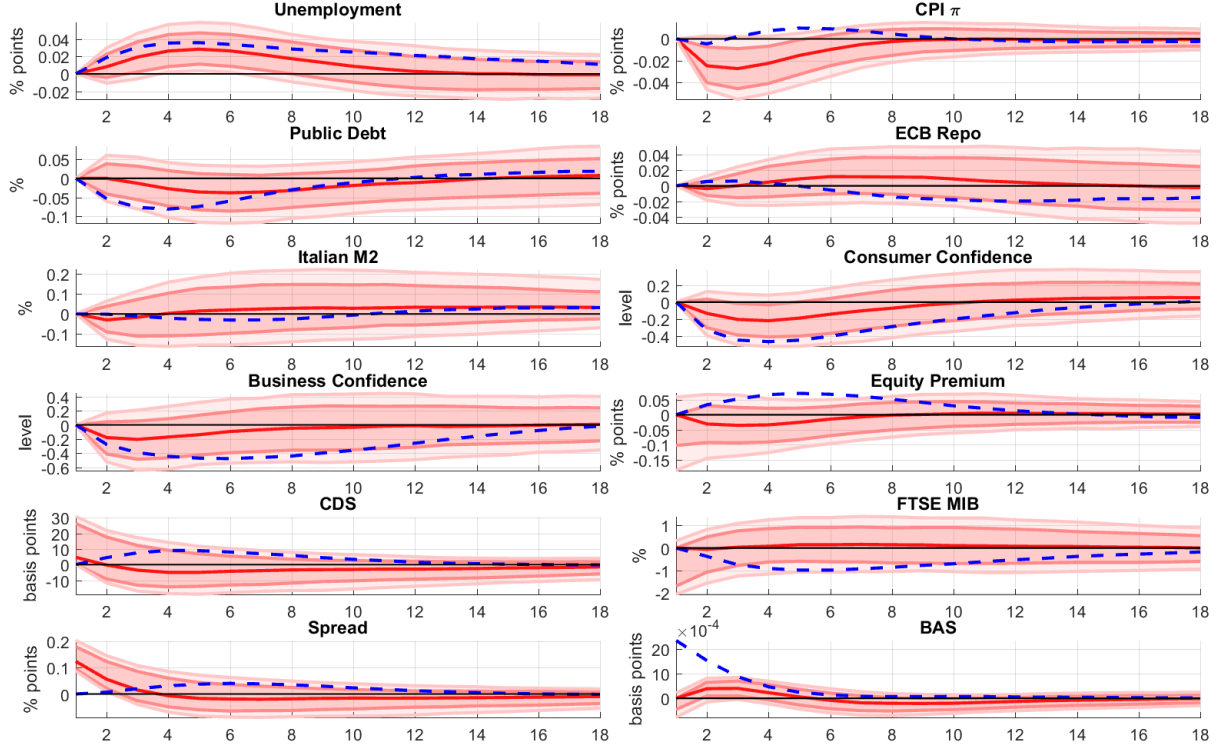 Unemployment
% points
0.04
0.02
0
-0.02
2 4 6 8 10 12 14 16 18
CPI π
% points
0
-0.02
-0.04
2 4 6 8 10 12 14 16 18
Public Debt
%
0.05
0
-0.05
-0.1
2 4 6 8 10 12 14 16 18
ECB Repo
% points
0.04
0.02
0
-0.02
-0.04
2 4 6 8 10 12 14 16 18
Italian M2
%
0.2
0.1
0
-0.1
2 4 6 8 10 12 14 16 18
Consumer Confidence
level
0.2
0
-0.2
-0.4
2 4 6 8 10 12 14 16 18
Business Confidence
level
0.4
0.2
0
-0.2
-0.4
-0.6
2 4 6 8 10 12 14 16 18
Equity Premium
% points
0.05
0
-0.05
-0.1
-0.15
2 4 6 8 10 12 14 16 18
CDS
basis points
30
20
10
0
-10
2 4 6 8 10 12 14 16 18
FTSE MIB
%
1
0
-1
-2
2 4 6 8 10 12 14 16 18
Spread
% points
0.2
0.1
0
2 4 6 8 10 12 14 16 18
BAS
×10-4
basis points
20
10
0
2 4 6 8 10 12 14 16 18